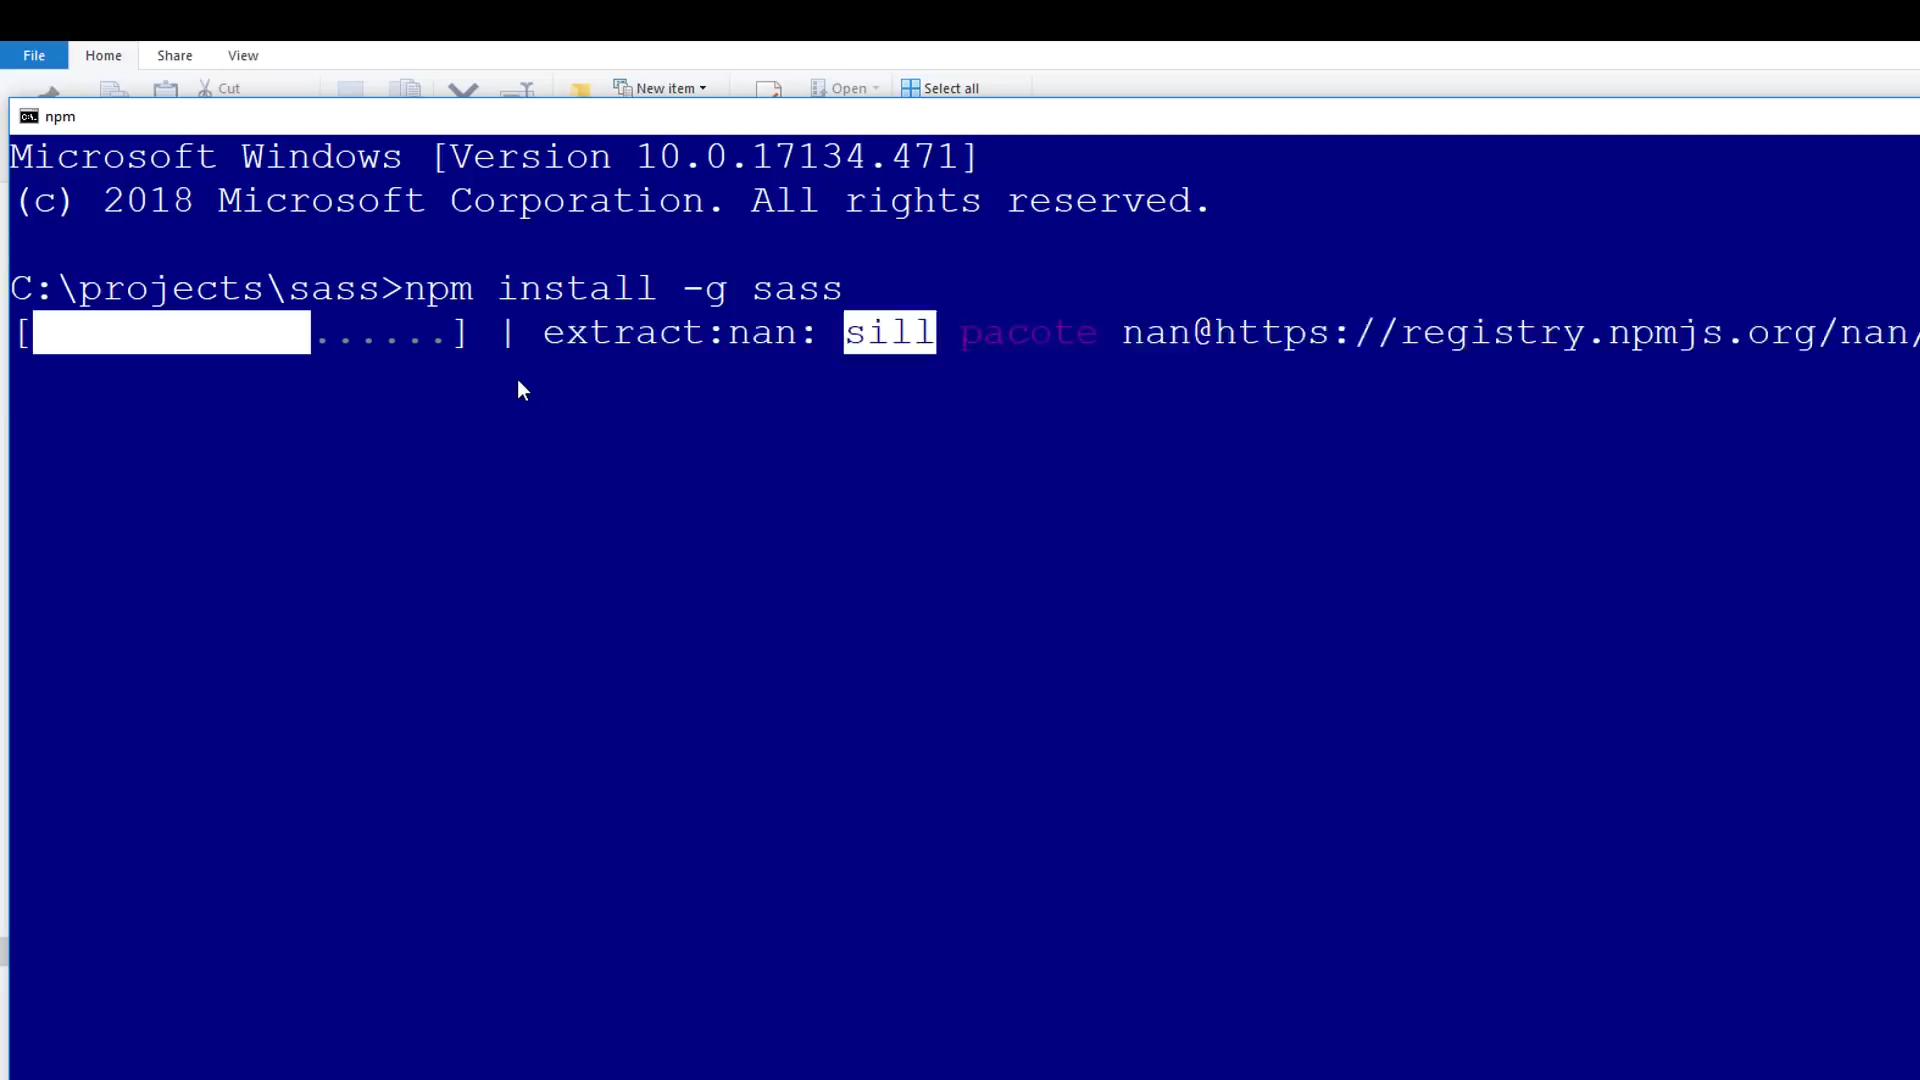 File Home Share View
Cut New item Open Select all
npm
Microsoft Windows [Version 10.0.17134.471]
(c) 2018 Microsoft Corporation. All rights reserved.
C:\projects\sass>npm install -g sass
[ ......] | extract:nan: sill pacote nan@https://registry.npmjs.org/nan/